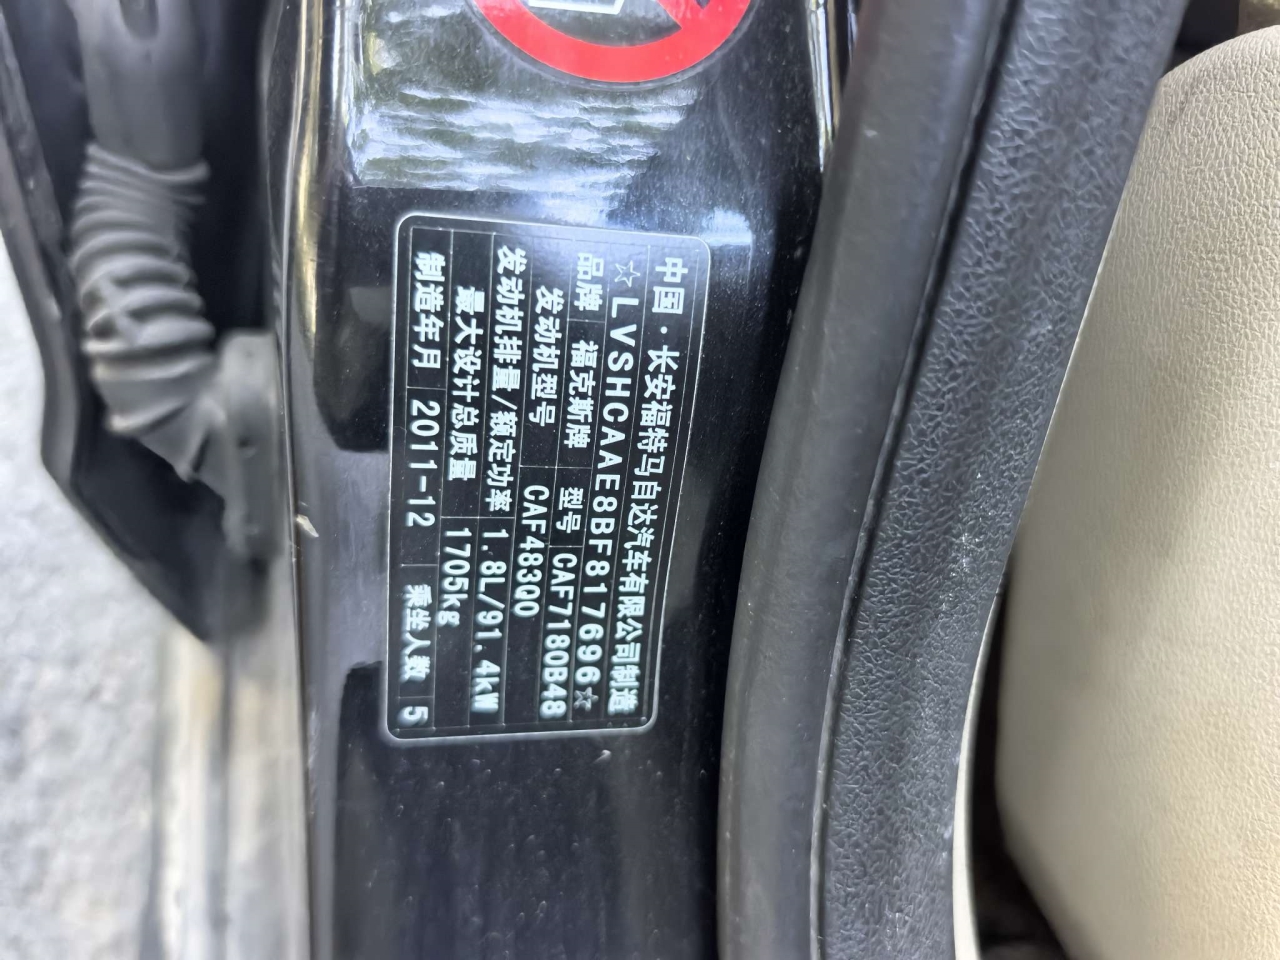 中国·长安福特马自达汽车有限公司制造
☆LVSHCAAE8BF817696☆
品牌 福克斯牌 型号 CAF7180B48
发动机型号 CAF483Q0
发动机排量/额定功率 1.8L/91.4kW
最大设计总质量 1705kg
制造年月 2011-12 乘坐人数 5